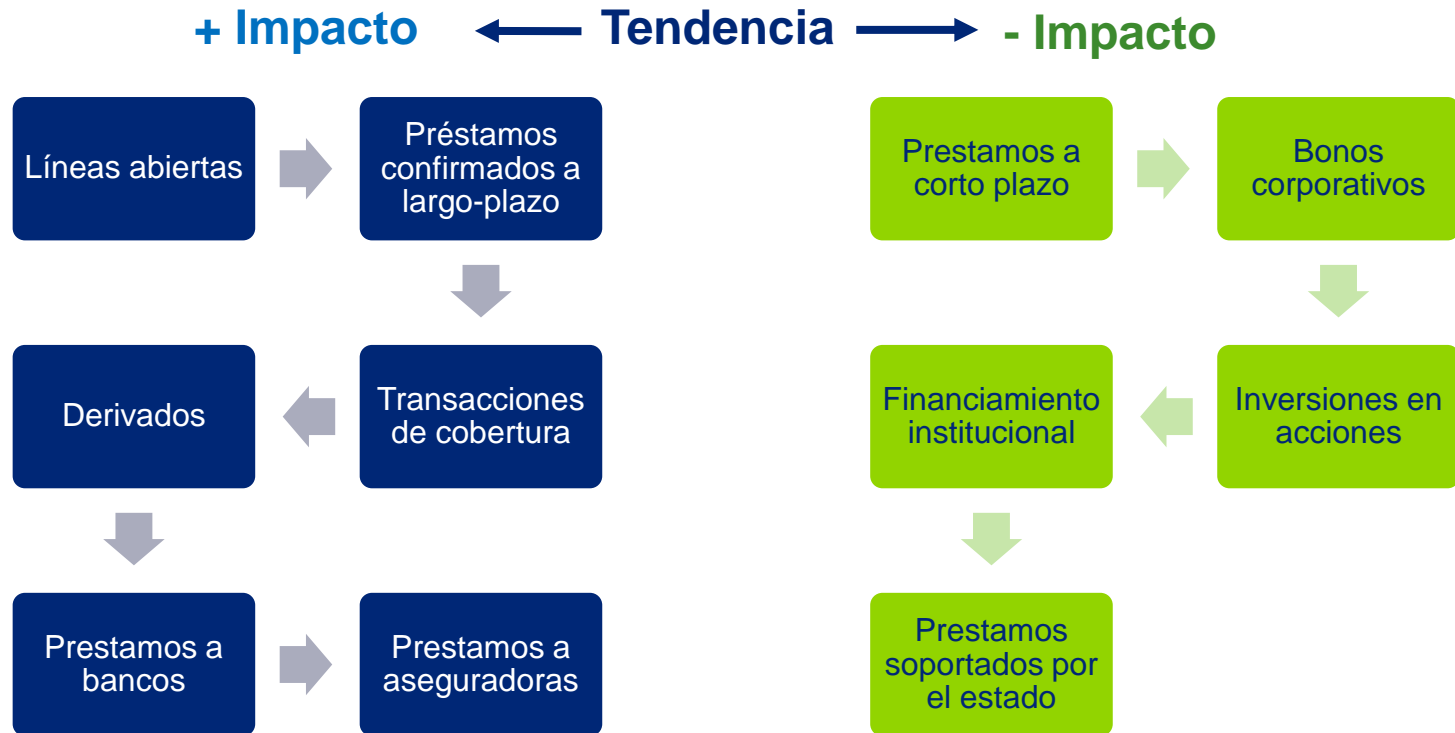 + Impacto
Tendencia
- Impacto
Líneas abiertas
Préstamos
confirmados a
largo-plazo
Transacciones
de cobertura
Derivados
Prestamos a
bancos
Prestamos a
aseguradoras
Prestamos a
corto plazo
Bonos
corporativos
Inversiones en
acciones
Financiamiento
institucional
Prestamos
soportados por
el estado